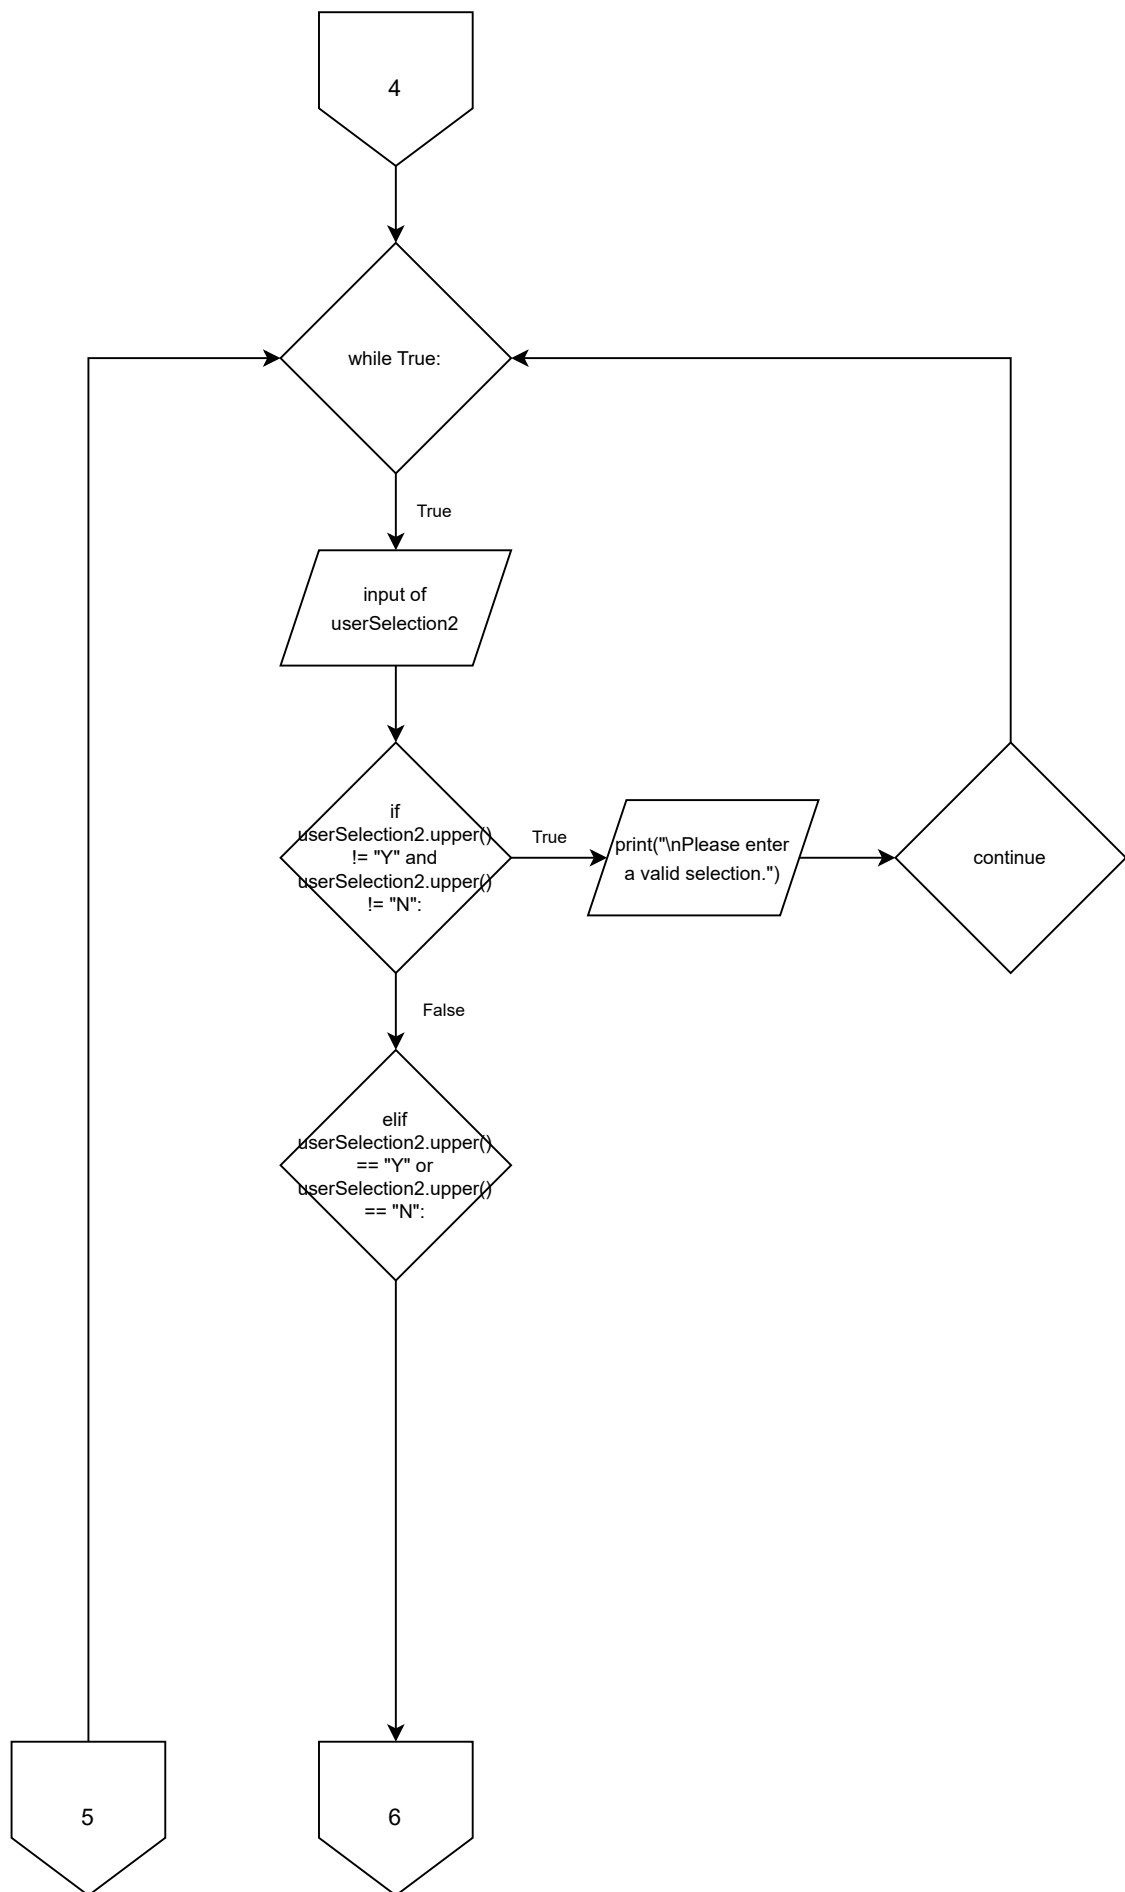 4
while True:
True
input of
userSelection2
if
userSelection2.upper()
!= "Y" and
userSelection2.upper()
!= "N":
True
print("\nPlease enter
a valid selection.")
continue
False
elif
userSelection2.upper()
== "Y" or
userSelection2.upper()
== "N":
5
6